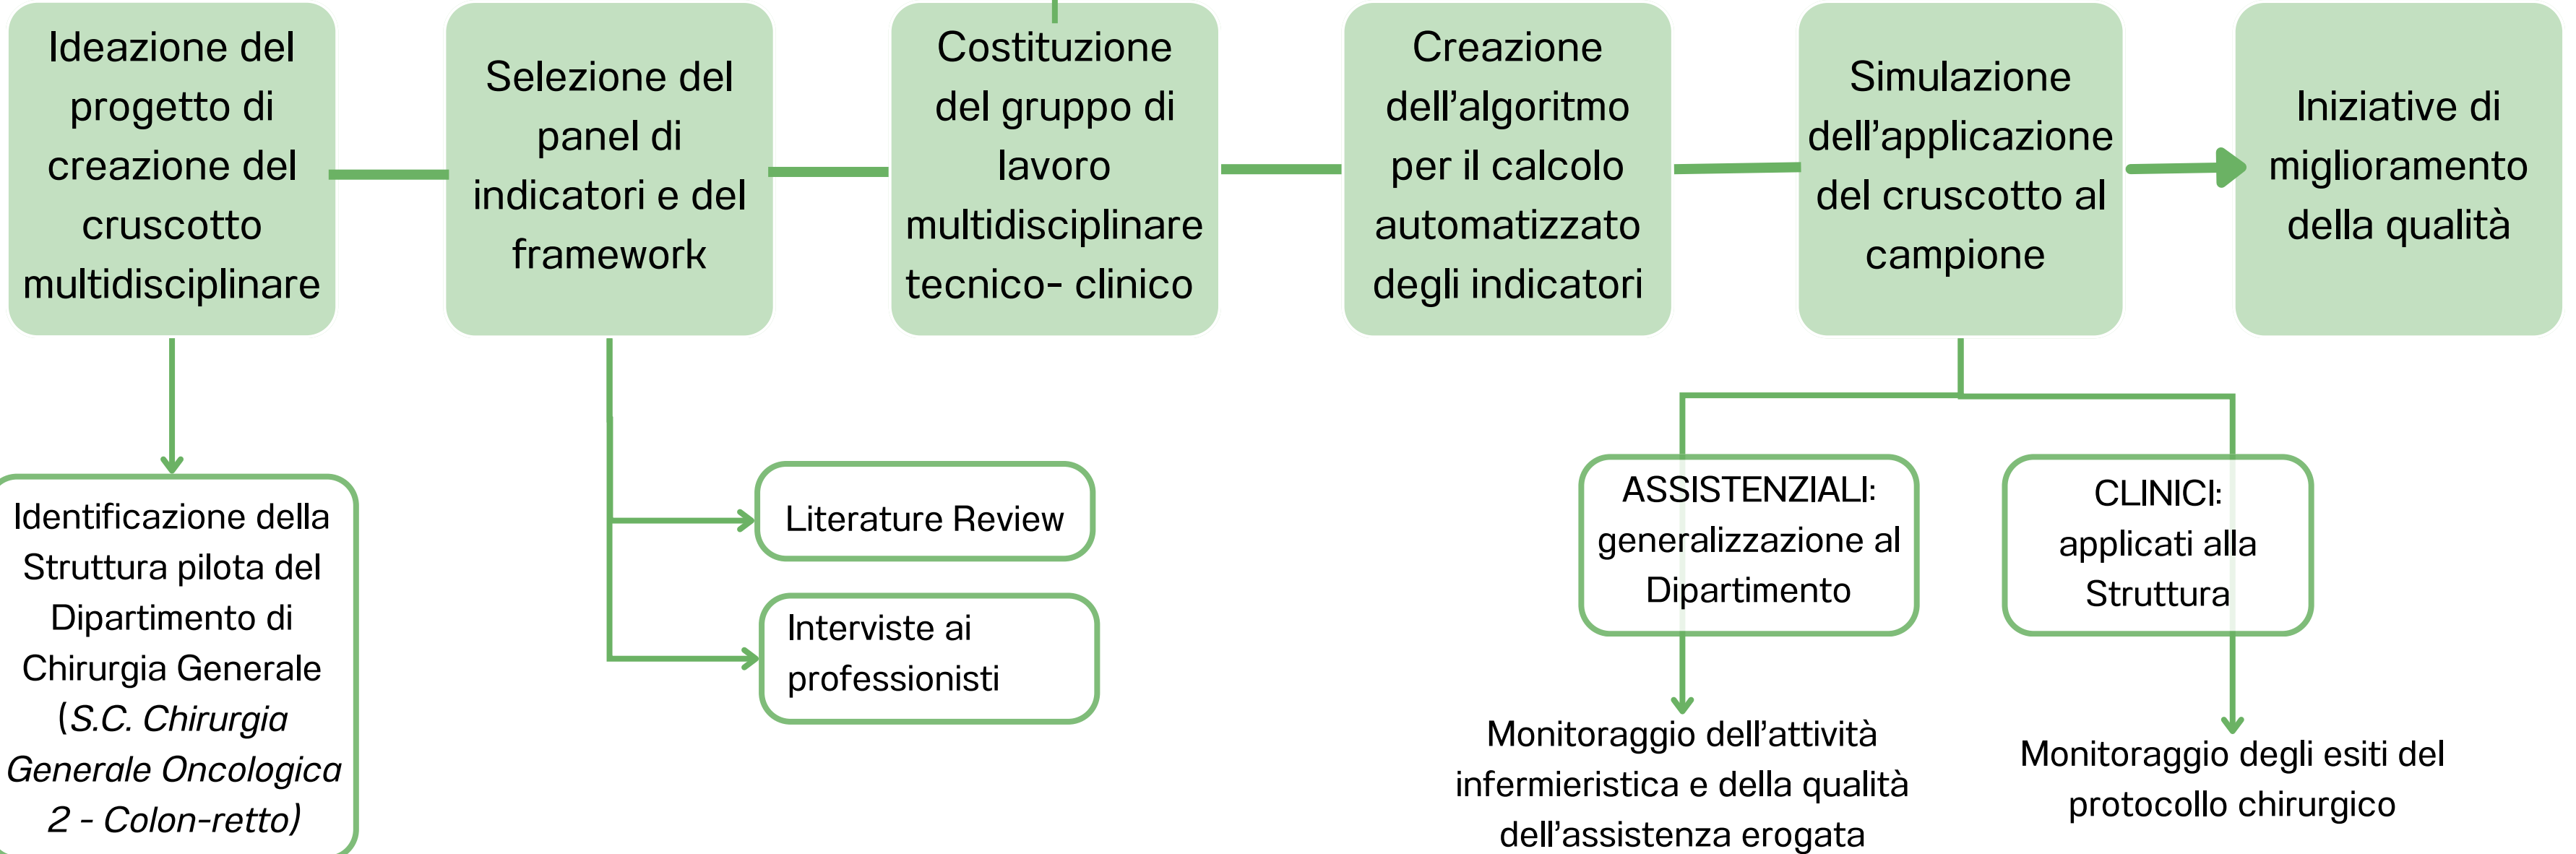 Ideazione del
progetto di
creazione del
cruscotto
multidisciplinare
Selezione del
panel di
indicatori e del
framework
Costituzione
del gruppo di
lavoro
multidisciplinare
tecnico- clinico
Creazione
dell’algoritmo
per il calcolo
automatizzato
degli indicatori
Simulazione
dell’applicazione
del cruscotto al
campione
Iniziative di
miglioramento
della qualità
Identificazione della
Struttura pilota del
Dipartimento di
Chirurgia Generale
(S.C. Chirurgia
Generale Oncologica
2 - Colon-retto)
Literature Review
Interviste ai
professionisti
ASSISTENZIALI:
generalizzazione al
Dipartimento
CLINICI:
applicati alla
Struttura
Monitoraggio dell’attività
infermieristica e della qualità
dell’assistenza erogata
Monitoraggio degli esiti del
protocollo chirurgico